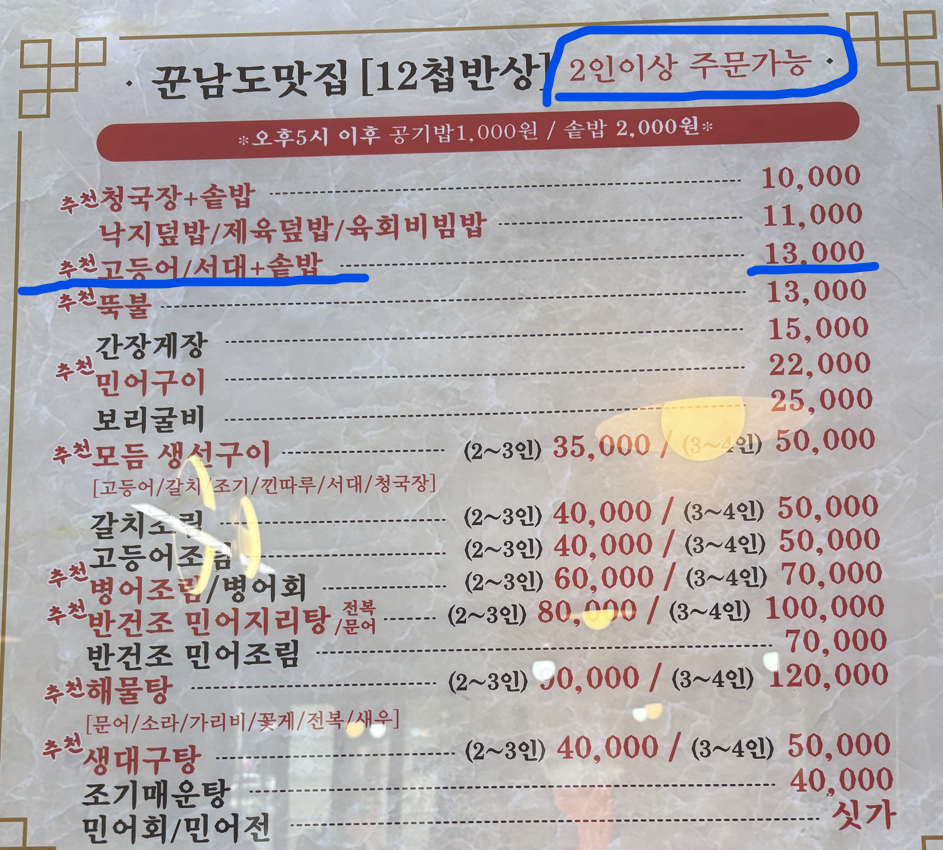 · 꾼남도맛집 [12첩반상] 2인이상 주문가능 ·
*오후5시 이후 공기밥1,000원 / 솥밥 2,000원*
추천 청국장+솥밥 10,000
낙지덮밥/제육덮밥/육회비빔밥 11,000
추천 고등어/서대+솥밥 13,000
추천 뚝불 13,000
간장게장 15,000
추천 민어구이 22,000
보리굴비 25,000
추천 모듬 생선구이 (2~3인) 35,000 / (3~4인) 50,000
[고등어/갈치/조기/낀따루/서대/청국장]
갈치조림 (2~3인) 40,000 / (3~4인) 50,000
고등어조림 (2~3인) 40,000 / (3~4인) 50,000
추천 병어조림/병어회 (2~3인) 60,000 / (3~4인) 70,000
추천 반건조 민어지리탕 전복/문어 (2~3인) 80,000 / (3~4인) 100,000
반건조 민어조림 70,000
추천 해물탕 (2~3인) 90,000 / (3~4인) 120,000
[문어/소라/가리비/꽃게/전복/새우]
추천 생대구탕 (2~3인) 40,000 / (3~4인) 50,000
조기매운탕 40,000
민어회/민어전 싯가